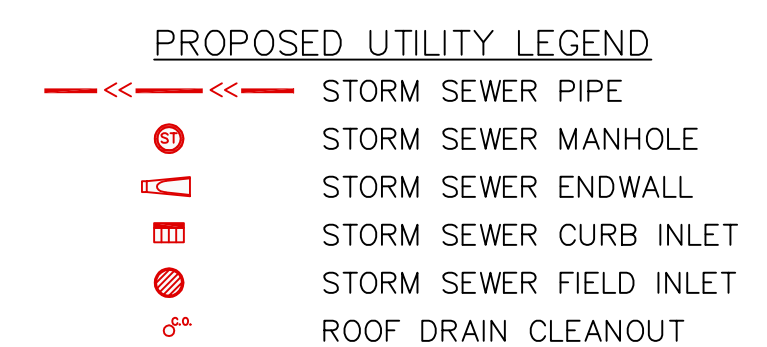 PROPOSED UTILITY LEGEND
<< << STORM SEWER PIPE
ST STORM SEWER MANHOLE
STORM SEWER ENDWALL
STORM SEWER CURB INLET
STORM SEWER FIELD INLET
C.O. ROOF DRAIN CLEANOUT